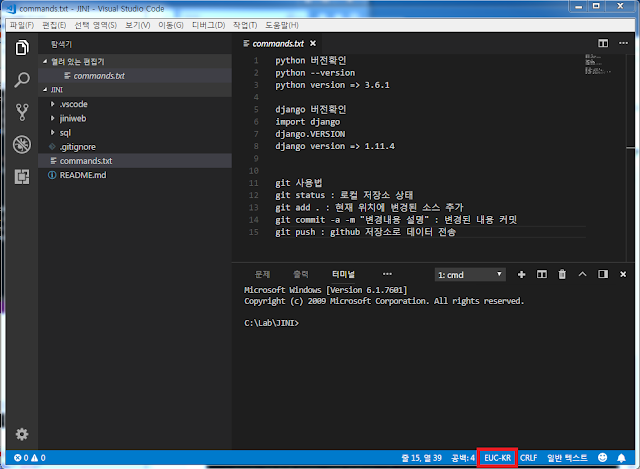 commands.txt - JINI - Visual Studio Code
파일(F) 편집(E) 선택 영역(S) 보기(V) 이동(G) 디버그(D) 작업(T) 도움말(H)
탐색기
열려 있는 편집기
commands.txt
JINI
.vscode
jiniweb
sql
.gitignore
commands.txt
README.md
commands.txt
1 python 버전확인
2 python --version
3 python version => 3.6.1
4
5 django 버전확인
6 import django
7 django.VERSION
8 django version => 1.11.4
9
10
11 git 사용법
12 git status : 로컬 저장소 상태
13 git add . : 현재 위치에 변경된 소스 추가
14 git commit -a -m "변경내용 설명" : 변경된 내용 커밋
15 git push : github 저장소로 데이터 전송
문제 출력 터미널 ··· 1: cmd
Microsoft Windows [Version 6.1.7601]
Copyright (c) 2009 Microsoft Corporation. All rights reserved.
C:\Lab\JINI>
0 0 줄 15, 열 39 공백: 4 EUC-KR CRLF 일반 텍스트